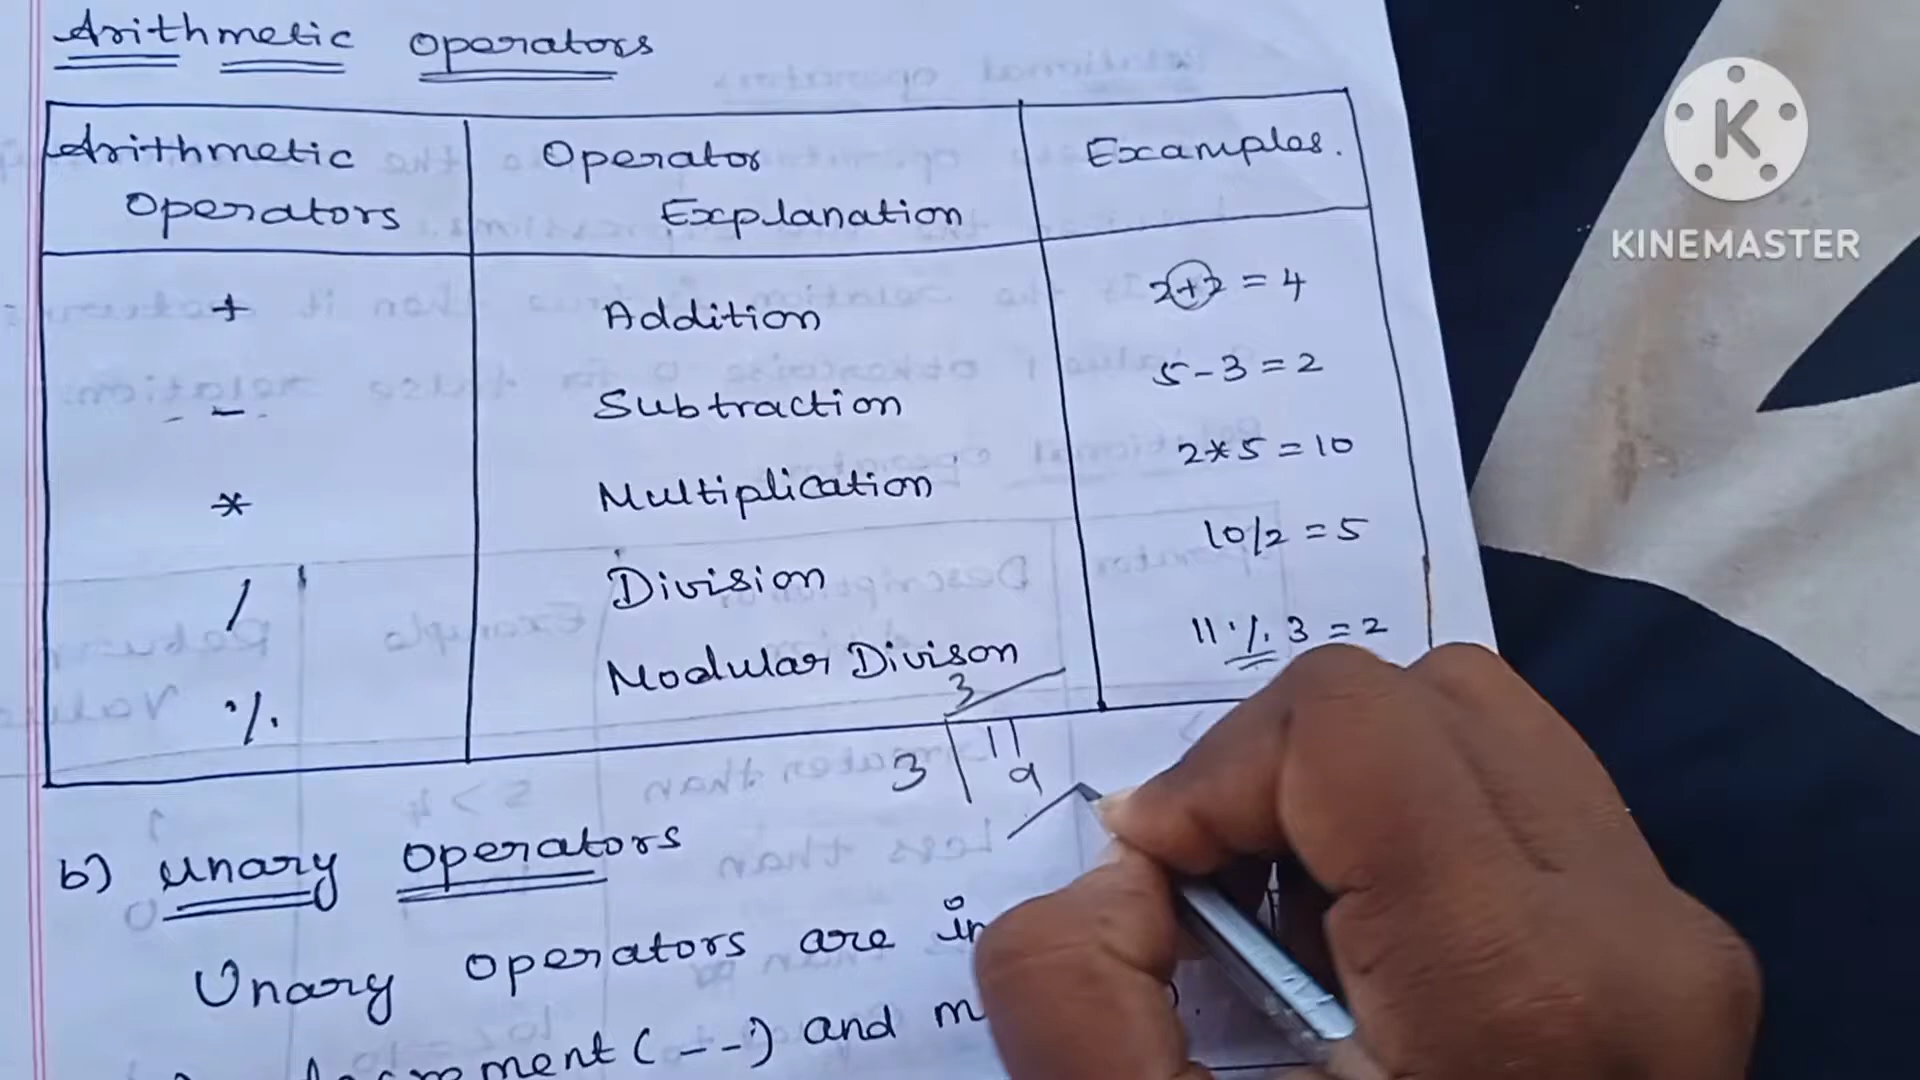 Arithmetic operators
Arithmetic Operators
Operator Explanation
Examples.
+ Addition 2+2 = 4
- Subtraction 5-3=2
* Multiplication 2*5=10
/ Division 10/2=5
% Modular Divison 11%3=2
3
3 11
9
b) Unary operators
Unary operators are in
ment(--) and m
KINEMASTER